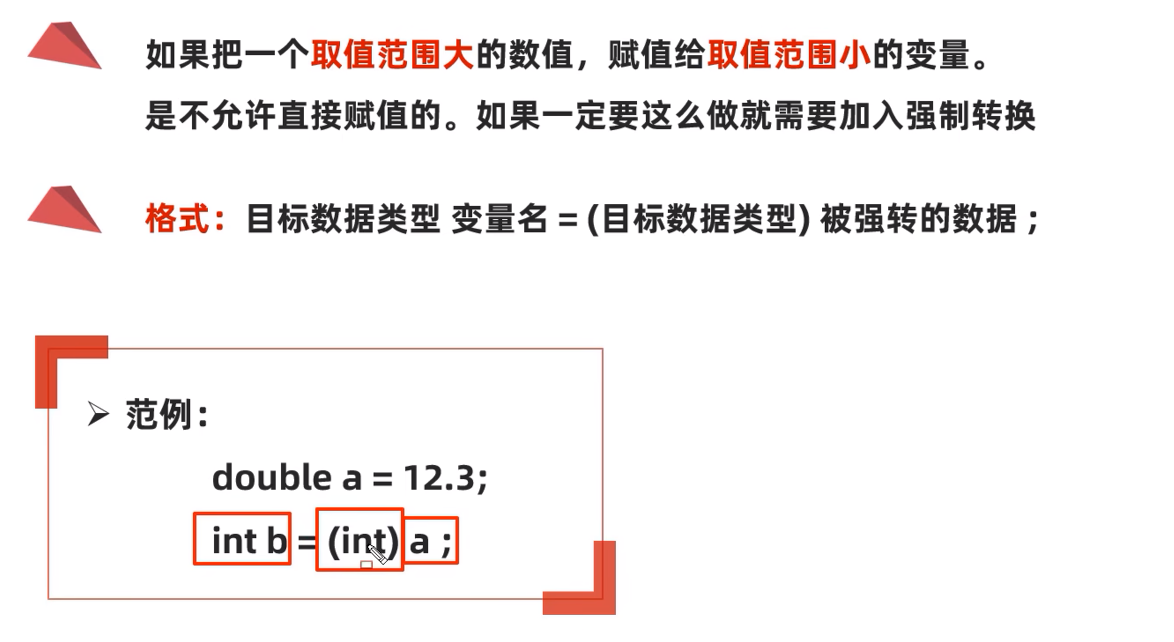 如果把一个取值范围大的数值，赋值给取值范围小的变量。
是不允许直接赋值的。如果一定要这么做就需要加入强制转换
格式：目标数据类型 变量名 = (目标数据类型) 被强转的数据 ;
范例：
double a = 12.3;
int b = (int) a ;